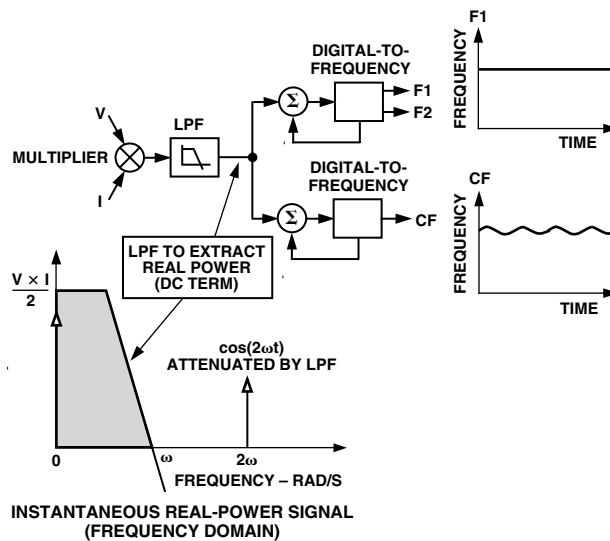 F1
DIGITAL-TO-
FREQUENCY
FREQUENCY
TIME
Σ
F1
F2
V
LPF
MULTIPLIER
I
DIGITAL-TO-
FREQUENCY
CF
FREQUENCY
TIME
Σ
CF
LPF TO EXTRACT
REAL POWER
(DC TERM)
V × I
2
cos(2ωt)
ATTENUATED BY LPF
0
ω
2ω
FREQUENCY – RAD/S
INSTANTANEOUS REAL-POWER SIGNAL
(FREQUENCY DOMAIN)